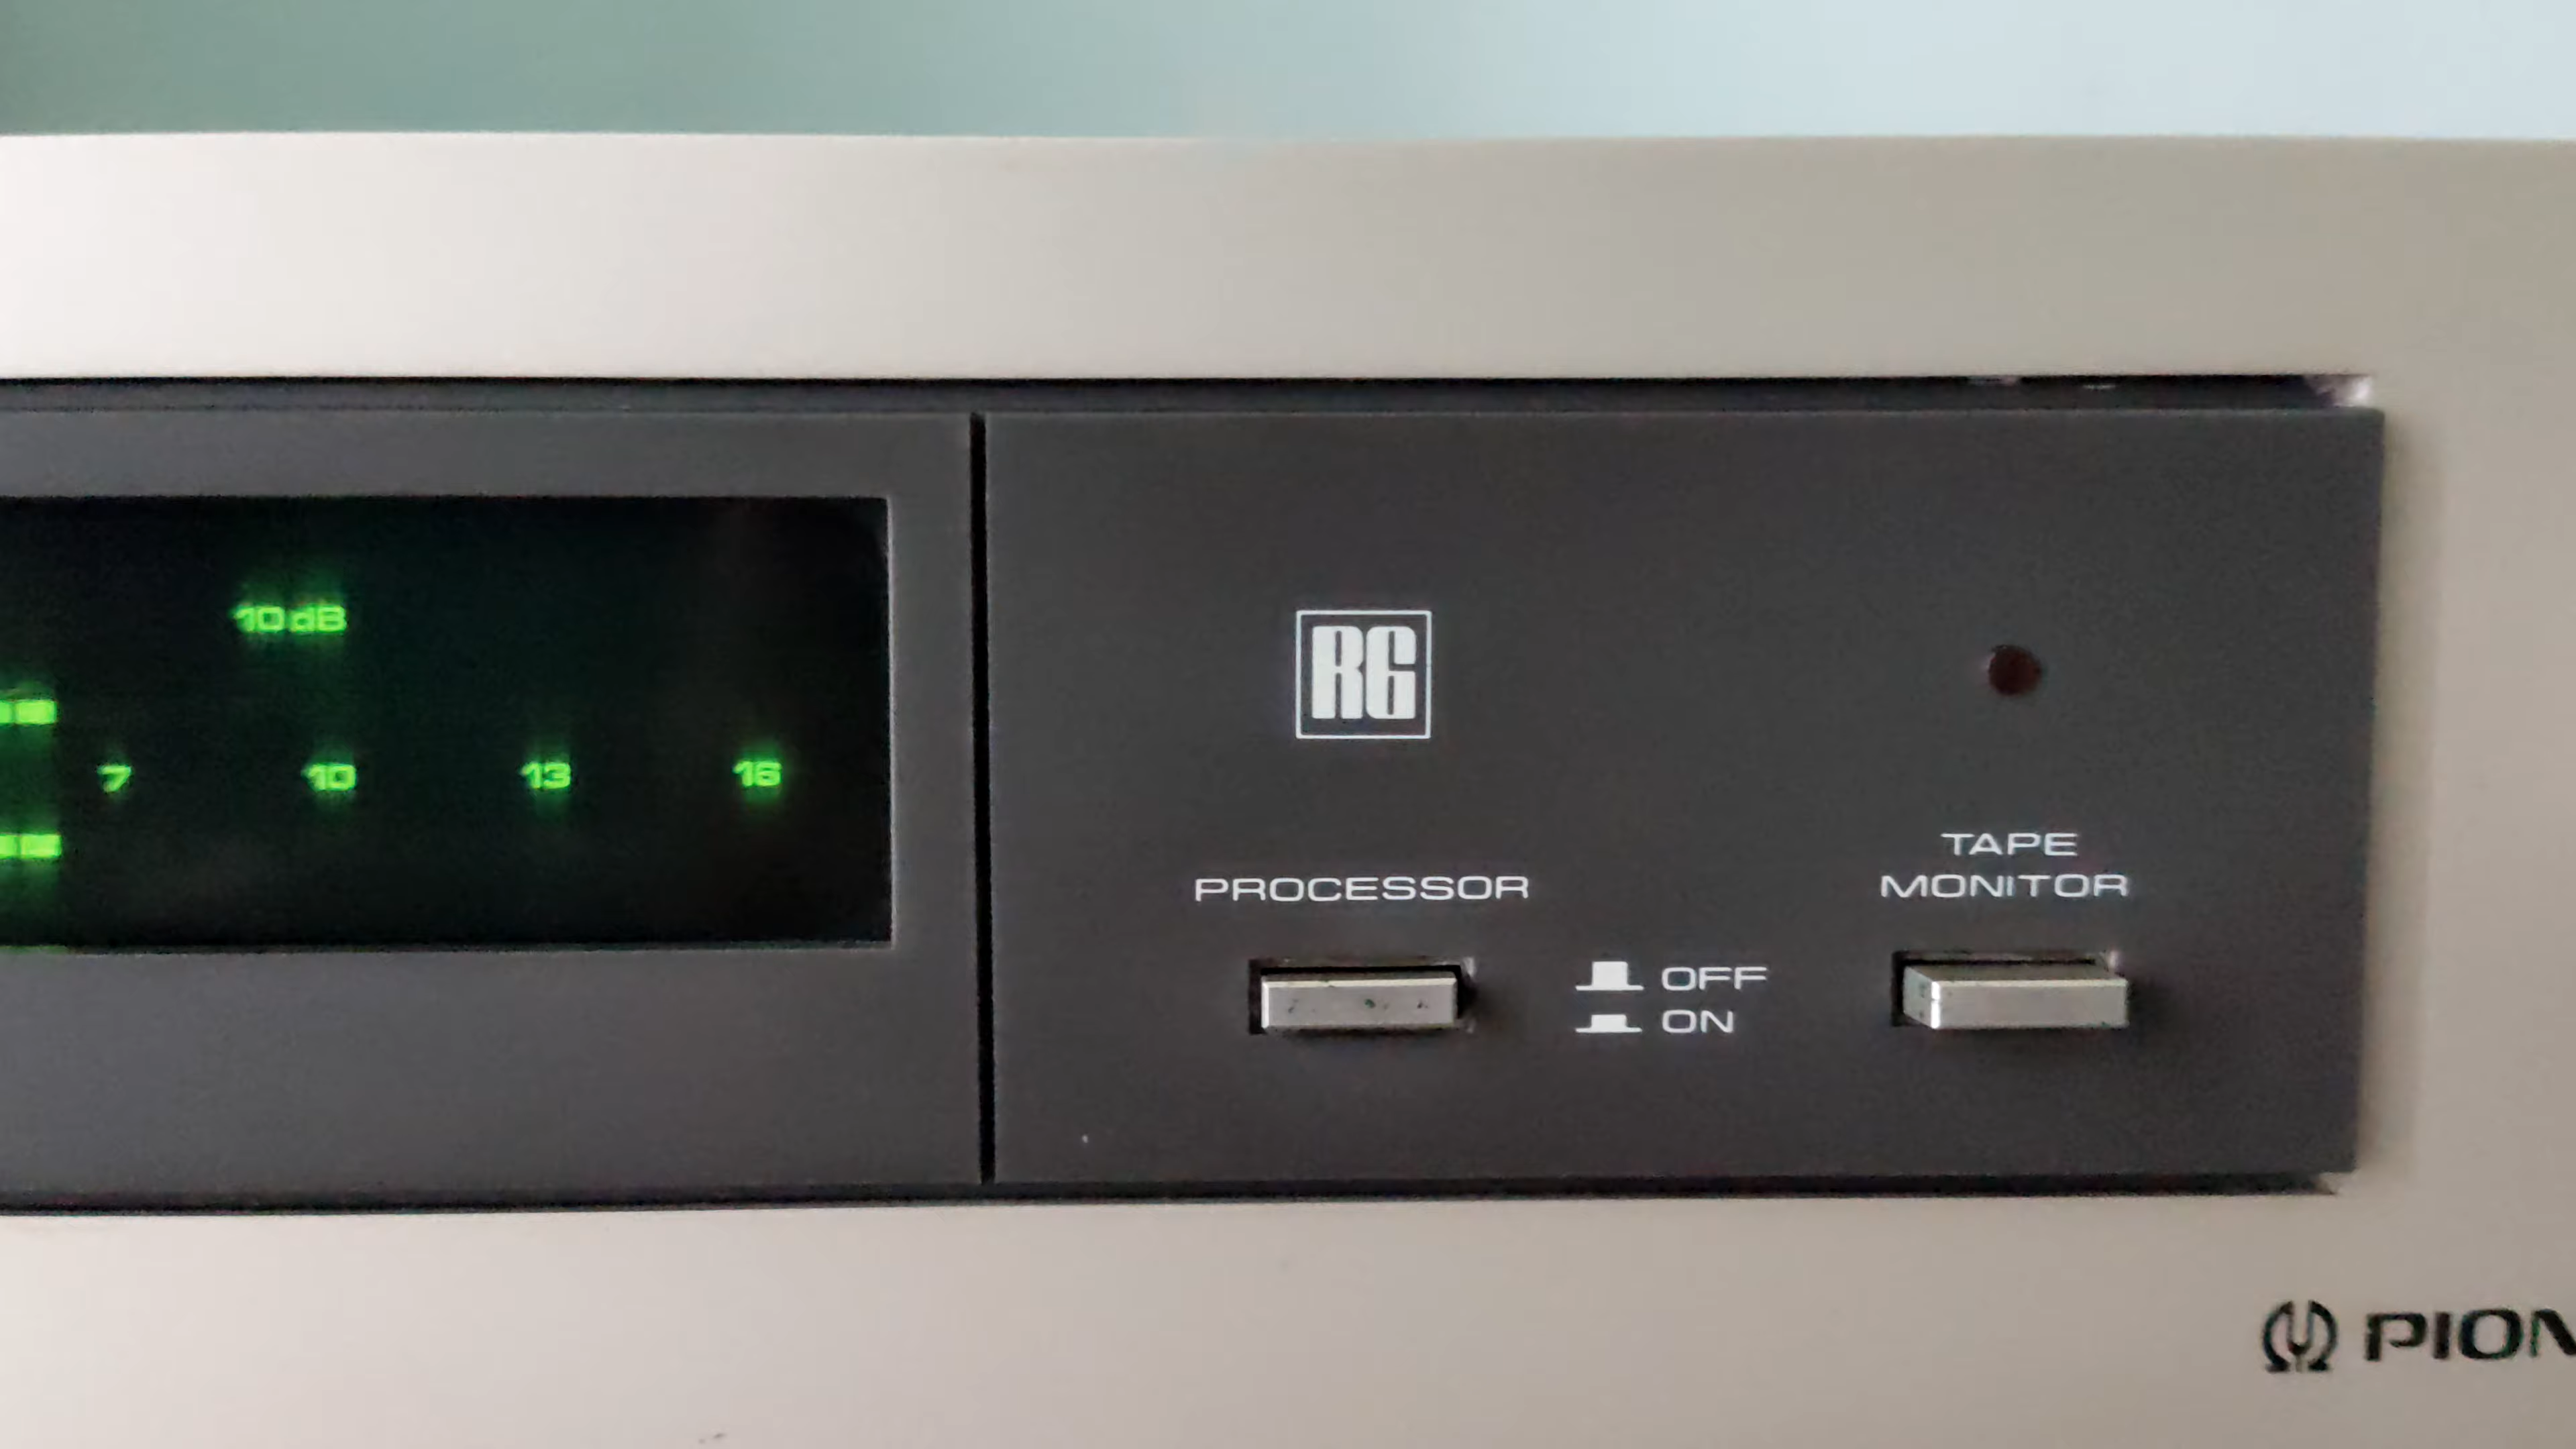 10dB
7 10 13 16
RG
PROCESSOR
TAPE
MONITOR
OFF
ON
PION